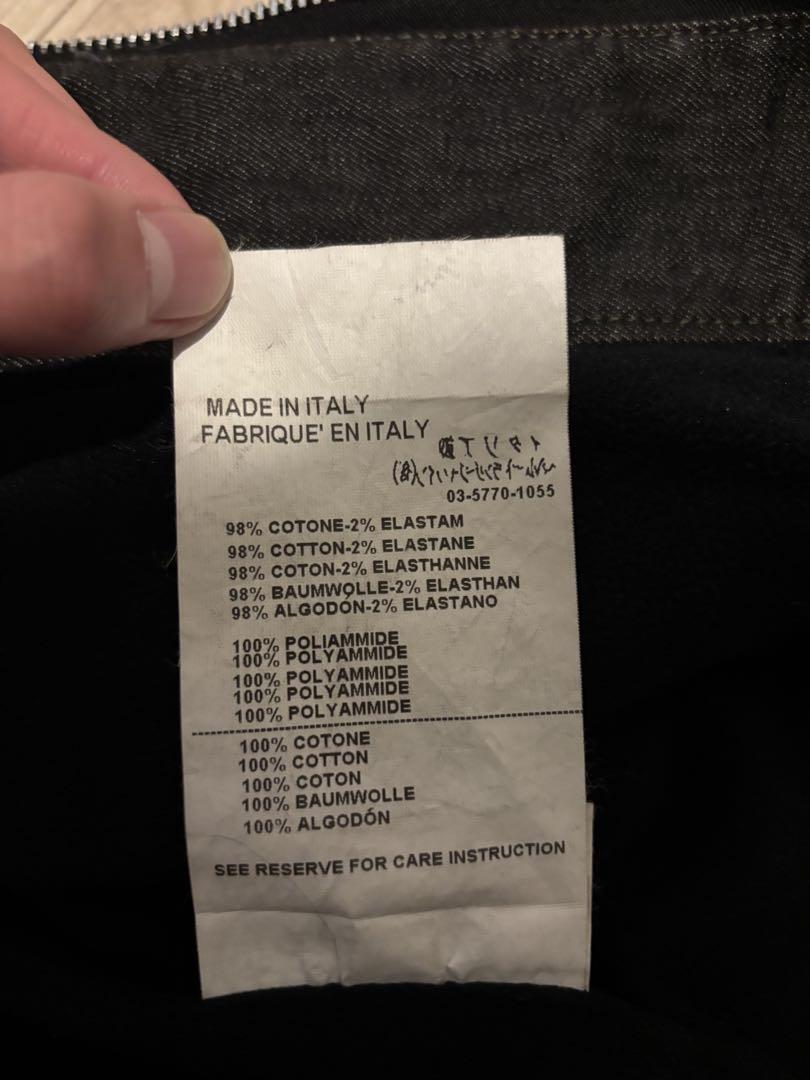 MADE IN ITALY
FABRIQUE' EN ITALY
03-5770-1055
98% COTONE-2% ELASTAM
98% COTTON-2% ELASTANE
98% COTON-2% ELASTHANNE
98% BAUMWOLLE-2% ELASTHAN
98% ALGODÓN-2% ELASTANO
100% POLIAMMIDE
100% POLYAMMIDE
100% POLYAMMIDE
100% POLYAMMIDE
100% POLYAMMIDE
100% COTONE
100% COTTON
100% COTON
100% BAUMWOLLE
100% ALGODÓN
SEE RESERVE FOR CARE INSTRUCTION